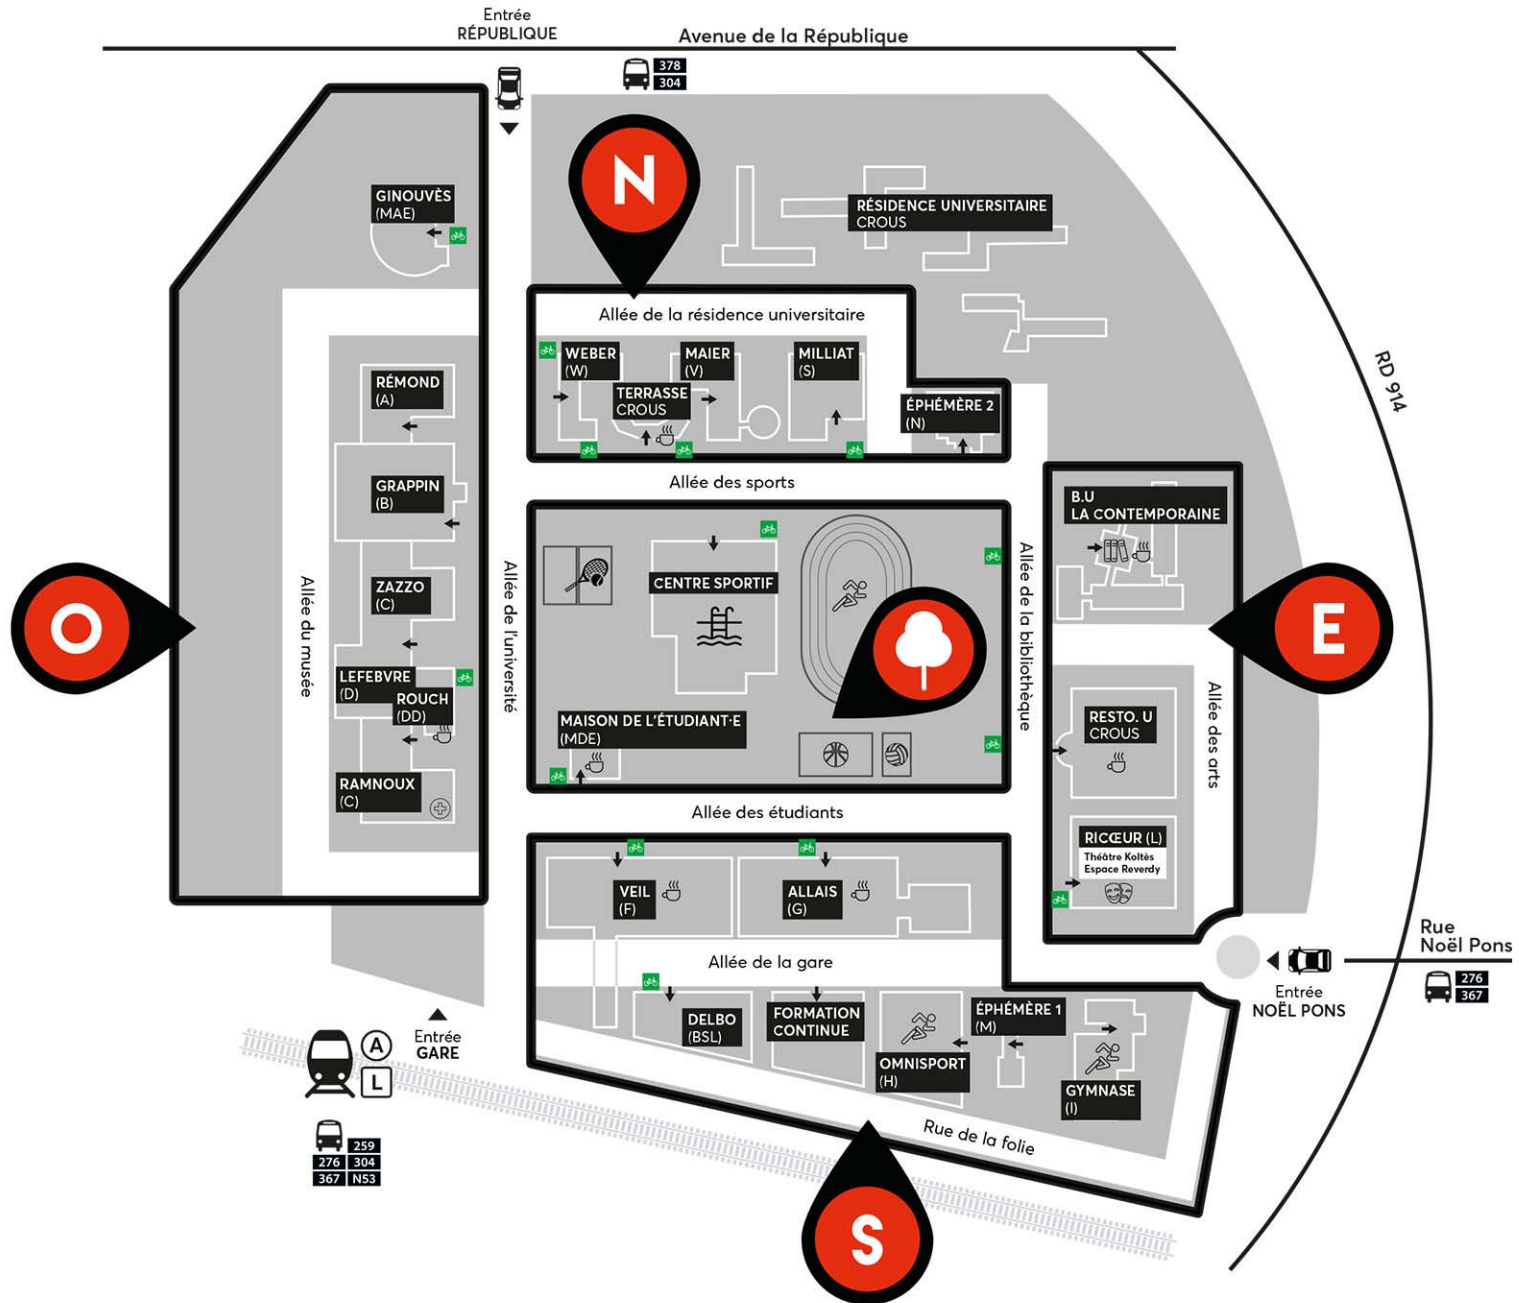 Entrée
RÉPUBLIQUE
Avenue de la République
378
304
N
GINOUVÈS
(MAE)
RÉSIDENCE UNIVERSITAIRE
CROUS
Allée de la résidence universitaire
WEBER
(W)
MAIER
(V)
MILLIAT
(S)
TERRASSE
CROUS
ÉPHÉMÈRE 2
(N)
RD 914
RÉMOND
(A)
Allée des sports
GRAPPIN
(B)
B.U
LA CONTEMPORAINE
ZAZZO
(C)
CENTRE SPORTIF
O
E
Allée du musée
Allée de l'université
Allée de la bibliothèque
Allée des arts
LEFEBVRE
(D)
ROUCH
(DD)
MAISON DE L'ÉTUDIANT·E
(MDE)
RESTO. U
CROUS
RAMNOUX
(C)
Allée des étudiants
RICŒUR (L)
Théâtre Koltès
Espace Reverdy
VEIL
(F)
ALLAIS
(G)
Allée de la gare
Rue
Noël Pons
276
367
Entrée
NOËL PONS
DELBO
(BSL)
FORMATION
CONTINUE
ÉPHÉMÈRE 1
(M)
OMNISPORT
(H)
GYMNASE
(I)
Entrée
GARE
A
L
Rue de la folie
259
276 304
367 N53
S